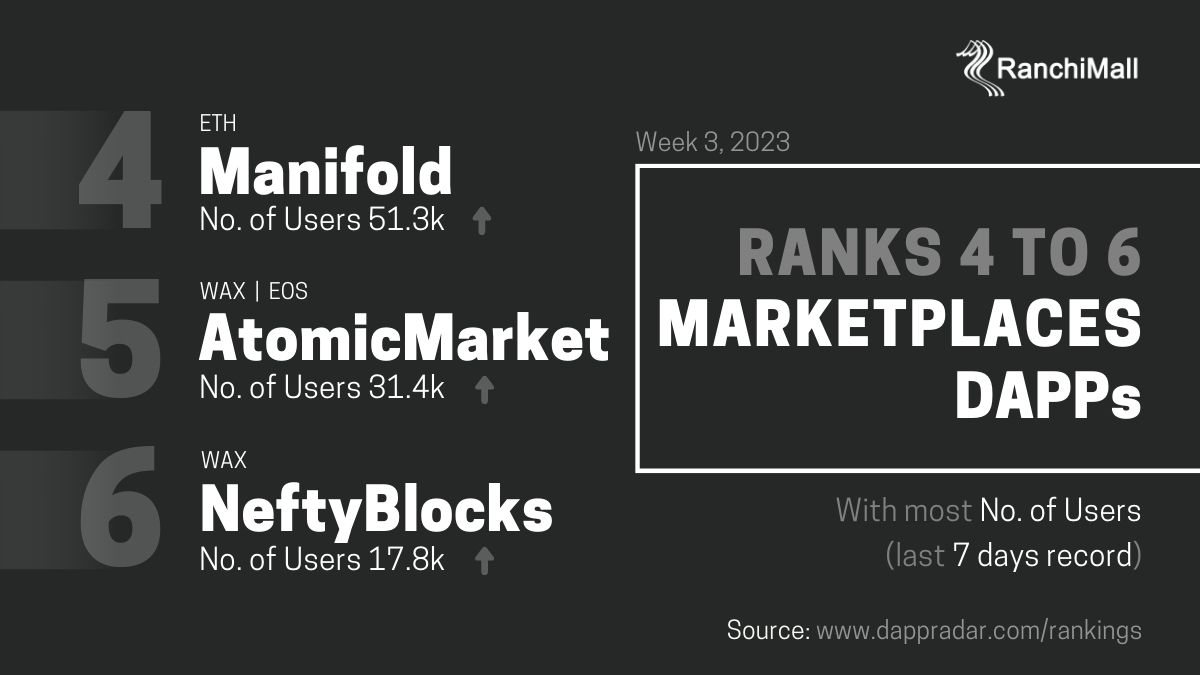 RanchiMall
4
ETH
Manifold
No. of Users 51.3k
5
WAX | EOS
AtomicMarket
No. of Users 31.4k
6
WAX
NeftyBlocks
No. of Users 17.8k
Week 3, 2023
RANKS 4 TO 6
MARKETPLACES
DAPPs
With most No. of Users
(last 7 days record)
Source: www.dappradar.com/rankings